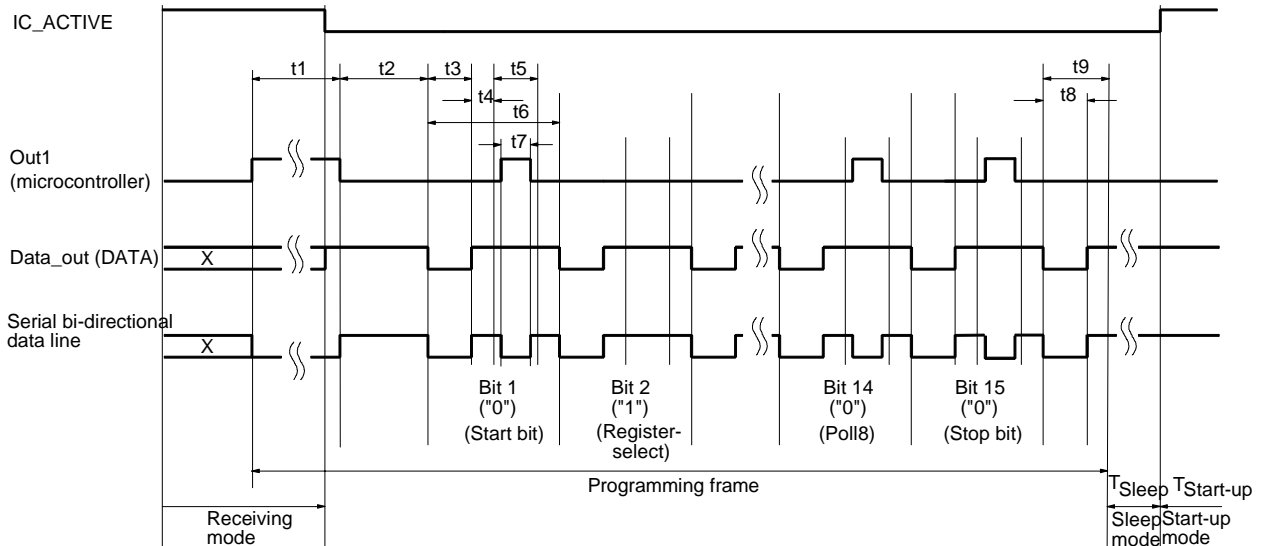 IC_ACTIVE
t1
t2
t3
t5
t9
t4
t8
t6
t7
Out1
(microcontroller)
Data_out (DATA)
X
Serial bi-directional
data line
X
Bit 1
("0")
(Start bit)
Bit 2
("1")
(Register-
select)
Bit 14
("0")
(Poll8)
Bit 15
("0")
(Stop bit)
Programming frame
TSleep
TStart-up
Receiving
mode
Sleep
mode
Start-up
mode